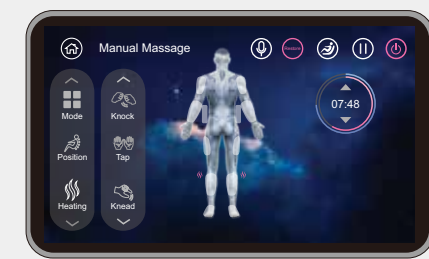 Manual Massage
Restore
07:48
Mode
Knock
Position
Tap
Heating
Knead